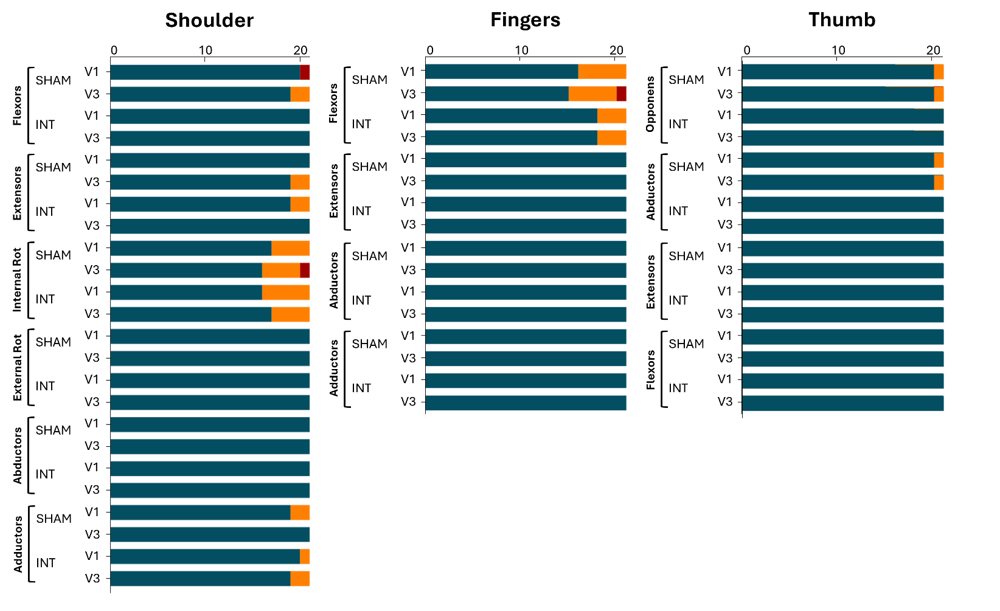 Shoulder
0 10 20
Flexors
SHAM
INT
V1
V3
V1
V3
Extensors
SHAM
INT
V1
V3
V1
V3
Internal Rot
SHAM
INT
V1
V3
V1
V3
External Rot
SHAM
INT
V1
V3
V1
V3
Abductors
SHAM
INT
V1
V3
V1
V3
Adductors
SHAM
INT
V1
V3
V1
V3
Fingers
0 10 20
Flexors
SHAM
INT
V1
V3
V1
V3
Extensors
SHAM
INT
V1
V3
V1
V3
Abductors
SHAM
INT
V1
V3
V1
V3
Adductors
SHAM
INT
V1
V3
V1
V3
Thumb
0 10 20
Opponens
SHAM
INT
V1
V3
V1
V3
Abductors
SHAM
INT
V1
V3
V1
V3
Extensors
SHAM
INT
V1
V3
V1
V3
Flexors
SHAM
INT
V1
V3
V1
V3